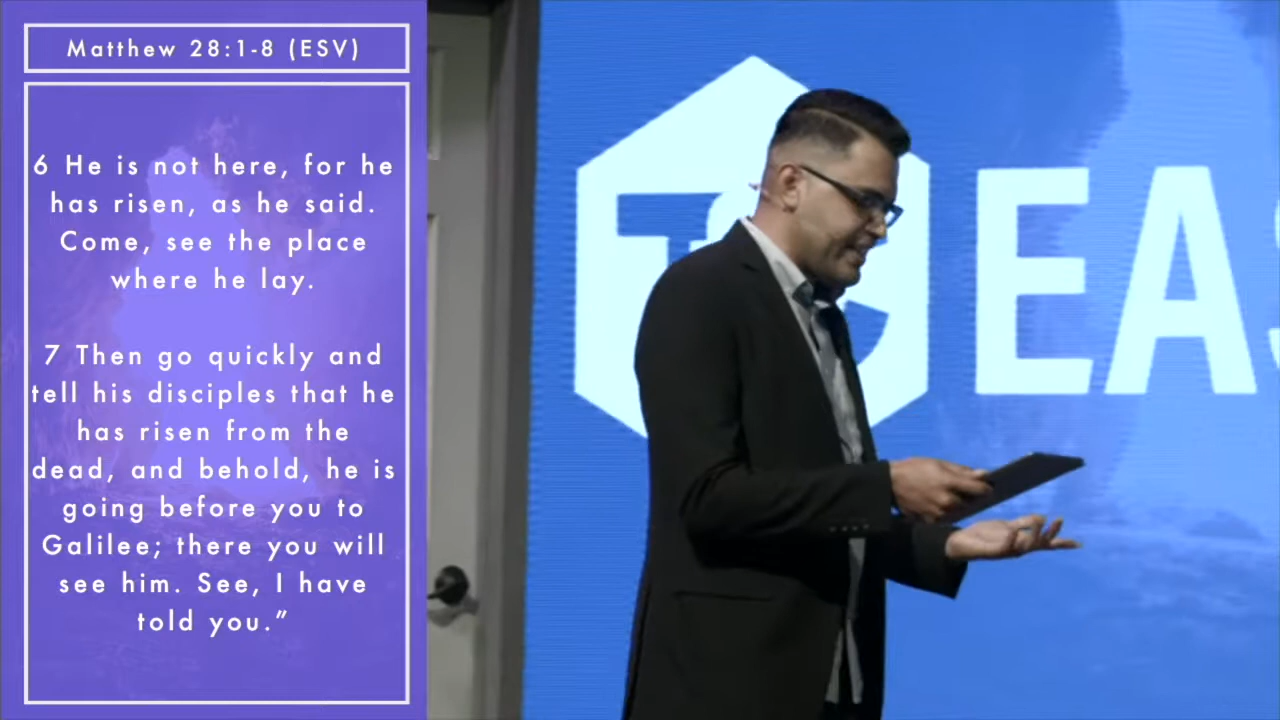 Matthew 28:1-8 (ESV)
6 He is not here, for he
has risen, as he said.
Come, see the place
where he lay.
7 Then go quickly and
tell his disciples that he
has risen from the
dead, and behold, he is
going before you to
Galilee; there you will
see him. See, I have
told you.”